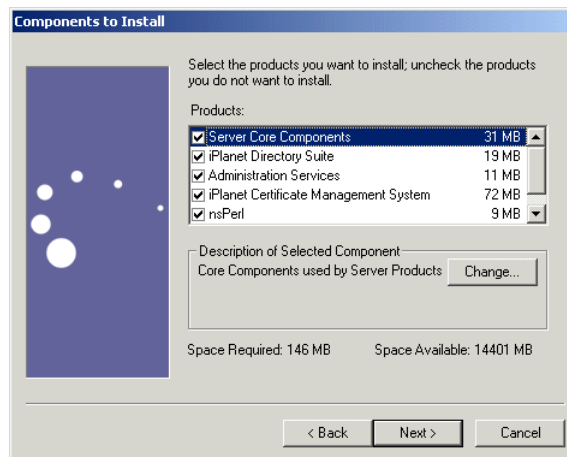 Components to Install
Select the products you want to install; uncheck the products
you do not want to install.
Products:
Server Core Components 31 MB
iPlanet Directory Suite 19 MB
Administration Services 11 MB
iPlanet Certificate Management System 72 MB
nsPerl 9 MB
Description of Selected Component
Core Components used by Server Products Change...
Space Required: 146 MB Space Available: 14401 MB
< Back Next > Cancel